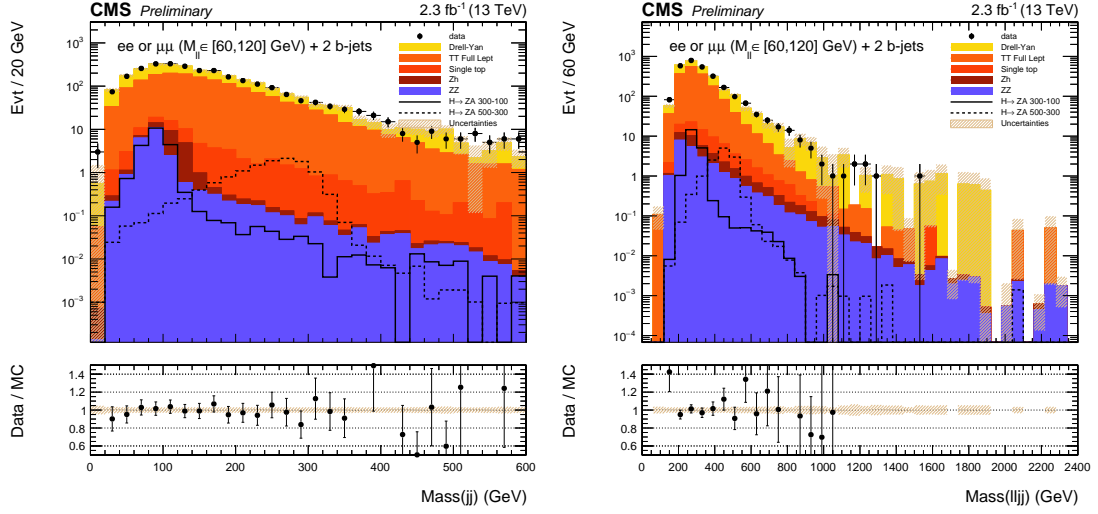 CMS Preliminary 2.3 fb⁻¹ (13 TeV)
ee or μμ (M_ll ∈ [60,120] GeV) + 2 b-jets
data
Drell-Yan
TT Full Lept
Single top
Zh
ZZ
H→ ZA 300-100
H→ ZA 500-300
Uncertainties
Evt / 20 GeV
10³
10²
10
1
10⁻¹
10⁻²
10⁻³
Data / MC
1.4
1.2
1
0.8
0.6
0 100 200 300 400 500 600
Mass(jj) (GeV)
CMS Preliminary 2.3 fb⁻¹ (13 TeV)
ee or μμ (M_ll ∈ [60,120] GeV) + 2 b-jets
data
Drell-Yan
TT Full Lept
Single top
Zh
ZZ
H→ ZA 300-100
H→ ZA 500-300
Uncertainties
Evt / 60 GeV
10³
10²
10
1
10⁻¹
10⁻²
10⁻³
10⁻⁴
Data / MC
1.4
1.2
1
0.8
0.6
0 200 400 600 800 1000 1200 1400 1600 1800 2000 2200 2400
Mass(lljj) (GeV)